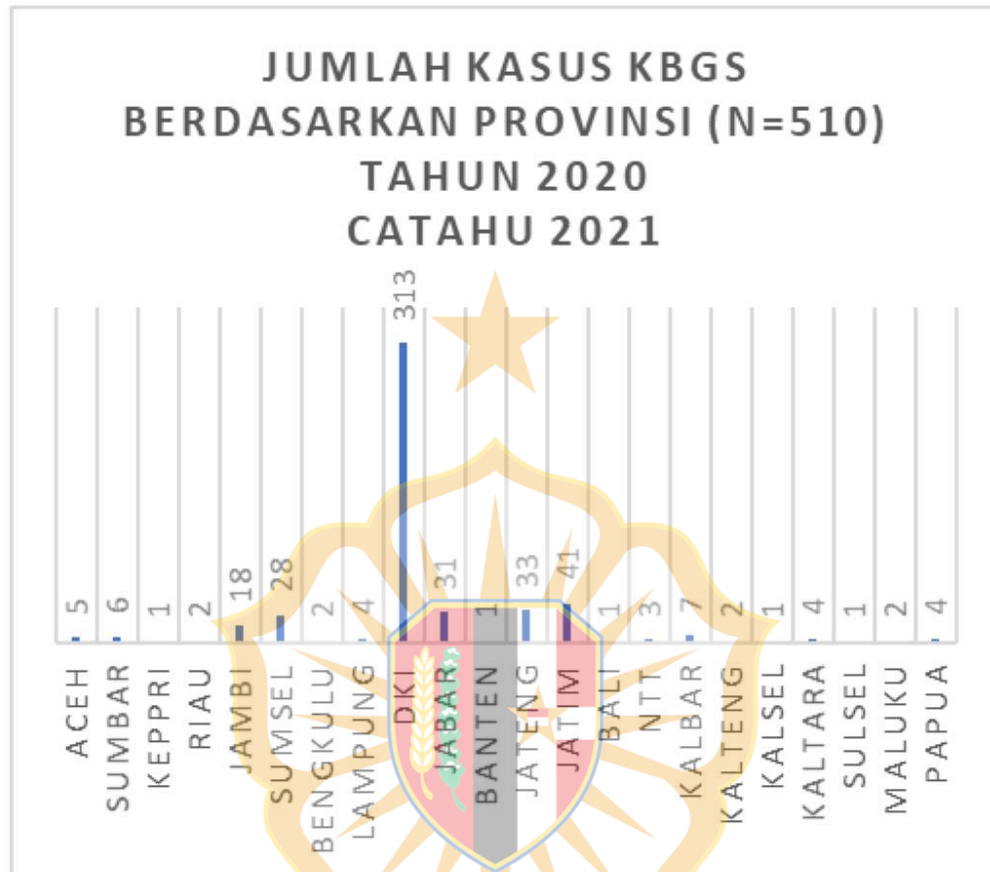 JUMLAH KASUS KBGS
BERDASARKAN PROVINSI (N=510)
TAHUN 2020
CATAHU 2021
5
6
1
2
18
28
2
4
313
31
1
33
41
1
3
7
2
1
4
1
2
4
ACEH
SUMBAR
KEPPRI
RIAU
JAMBI
SUMSEL
BENGKULU
LAMPUNG
DKI
JABAR
BANTEN
JATENG
JATIM
BALI
NTT
KALBAR
KALTENG
KALSEL
KALTARA
SULSEL
MALUKU
PAPUA